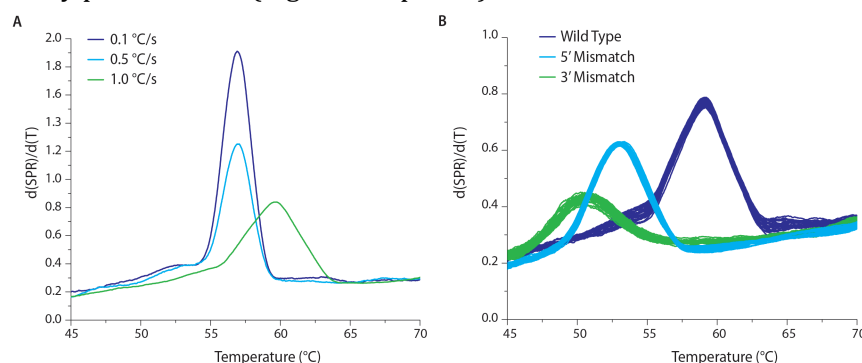 A
2.0
1.8
1.5
1.3
1.2
1.0
0.8
0.6
0.4
0.2
0.0
d(SPR)/d(T)
0.1 °C/s
0.5 °C/s
1.0 °C/s
45 50 55 60 65 70
Temperature (°C)
B
1.0
0.8
0.6
0.4
0.2
0.0
d(SPR)/d(T)
Wild Type
5′ Mismatch
3′ Mismatch
45 50 55 60 65 70
Temperature (°C)